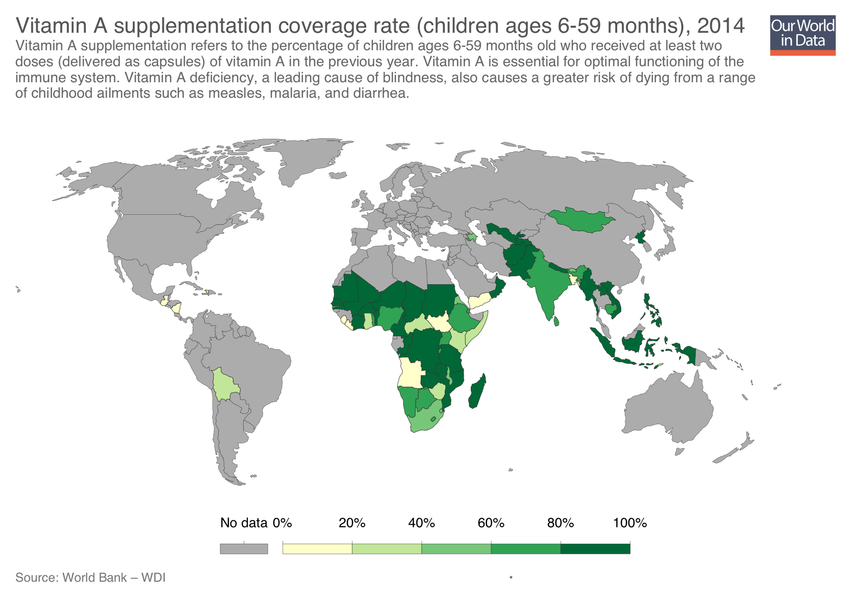 Vitamin A supplementation coverage rate (children ages 6-59 months), 2014
Our World
in Data
Vitamin A supplementation refers to the percentage of children ages 6-59 months old who received at least two
doses (delivered as capsules) of vitamin A in the previous year. Vitamin A is essential for optimal functioning of the
immune system. Vitamin A deficiency, a leading cause of blindness, also causes a greater risk of dying from a range
of childhood ailments such as measles, malaria, and diarrhea.
No data 0% 20% 40% 60% 80% 100%
Source: World Bank – WDI